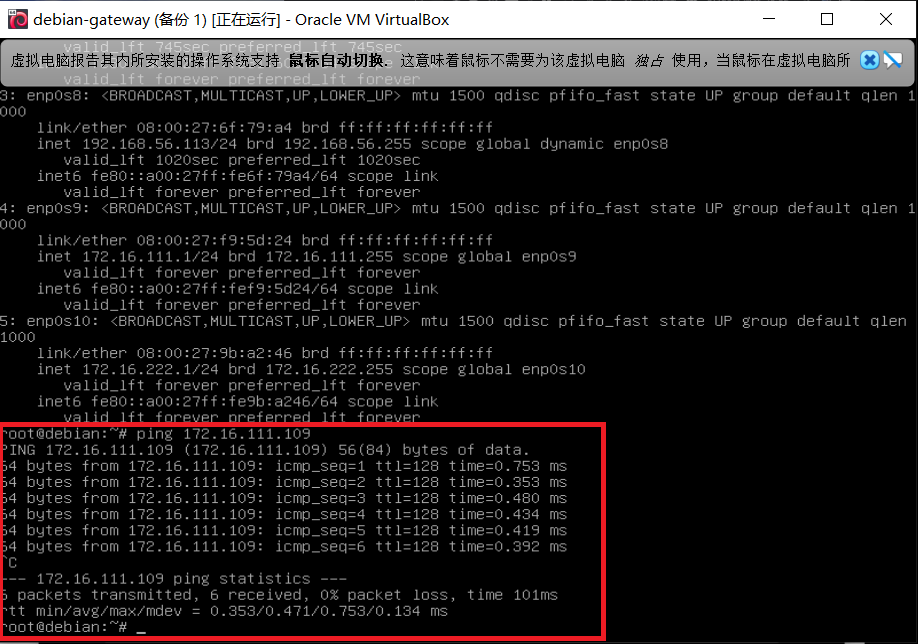 debian-gateway (备份 1) [正在运行] - Oracle VM VirtualBox
valid_lft 745sec preferred_lft 745sec
虚拟电脑报告其内所安装的操作系统支持 鼠标自动切换. 这意味着鼠标不需要为该虚拟电脑 独占 使用，当鼠标在虚拟电脑所
valid_lft forever preferred_lft forever
3: enp0s8: <BROADCAST,MULTICAST,UP,LOWER_UP> mtu 1500 qdisc pfifo_fast state UP group default qlen 1
000
link/ether 08:00:27:6f:79:a4 brd ff:ff:ff:ff:ff:ff
inet 192.168.56.113/24 brd 192.168.56.255 scope global dynamic enp0s8
valid_lft 1020sec preferred_lft 1020sec
inet6 fe80::a00:27ff:fe6f:79a4/64 scope link
valid_lft forever preferred_lft forever
4: enp0s9: <BROADCAST,MULTICAST,UP,LOWER_UP> mtu 1500 qdisc pfifo_fast state UP group default qlen 1
000
link/ether 08:00:27:f9:5d:24 brd ff:ff:ff:ff:ff:ff
inet 172.16.111.1/24 brd 172.16.111.255 scope global enp0s9
valid_lft forever preferred_lft forever
inet6 fe80::a00:27ff:fef9:5d24/64 scope link
valid_lft forever preferred_lft forever
5: enp0s10: <BROADCAST,MULTICAST,UP,LOWER_UP> mtu 1500 qdisc pfifo_fast state UP group default qlen
1000
link/ether 08:00:27:9b:a2:46 brd ff:ff:ff:ff:ff:ff
inet 172.16.222.1/24 brd 172.16.222.255 scope global enp0s10
valid_lft forever preferred_lft forever
inet6 fe80::a00:27ff:fe9b:a246/64 scope link
valid_lft forever preferred_lft forever
root@debian:~# ping 172.16.111.109
PING 172.16.111.109 (172.16.111.109) 56(84) bytes of data.
64 bytes from 172.16.111.109: icmp_seq=1 ttl=128 time=0.753 ms
64 bytes from 172.16.111.109: icmp_seq=2 ttl=128 time=0.353 ms
64 bytes from 172.16.111.109: icmp_seq=3 ttl=128 time=0.480 ms
64 bytes from 172.16.111.109: icmp_seq=4 ttl=128 time=0.434 ms
64 bytes from 172.16.111.109: icmp_seq=5 ttl=128 time=0.419 ms
64 bytes from 172.16.111.109: icmp_seq=6 ttl=128 time=0.392 ms
^C
--- 172.16.111.109 ping statistics ---
6 packets transmitted, 6 received, 0% packet loss, time 101ms
rtt min/avg/max/mdev = 0.353/0.471/0.753/0.134 ms
root@debian:~# _